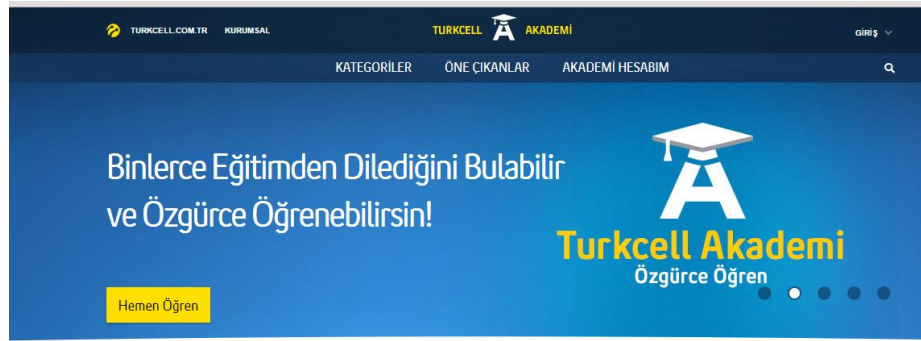 TURKCELL.COM.TR KURUMSAL TURKCELL AKADEMİ GİRİŞ
KATEGORİLER ÖNE ÇIKANLAR AKADEMİ HESABIM
Binlerce Eğitimden Dilediğini Bulabilir
ve Özgürce Öğrenebilirsin!
Turkcell Akademi
Özgürce Öğren
Hemen Öğren